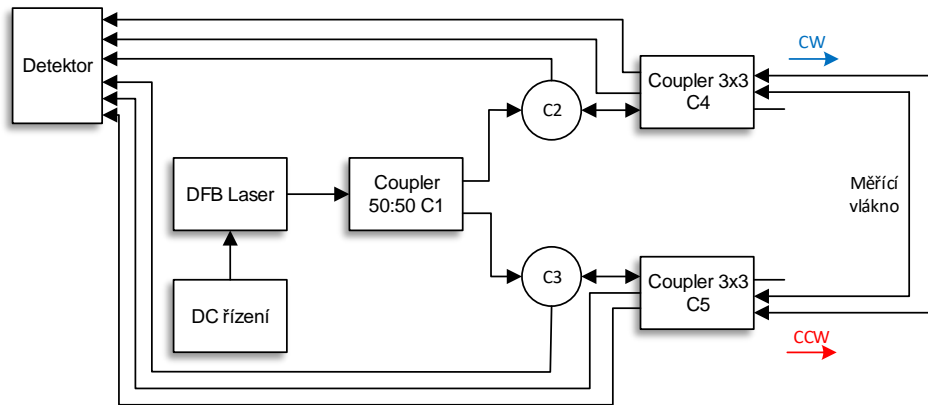 Detektor
CW
Coupler 3x3
C4
C2
DFB Laser
Coupler
50:50 C1
Měřící
vlákno
C3
Coupler 3x3
C5
DC řízení
CCW